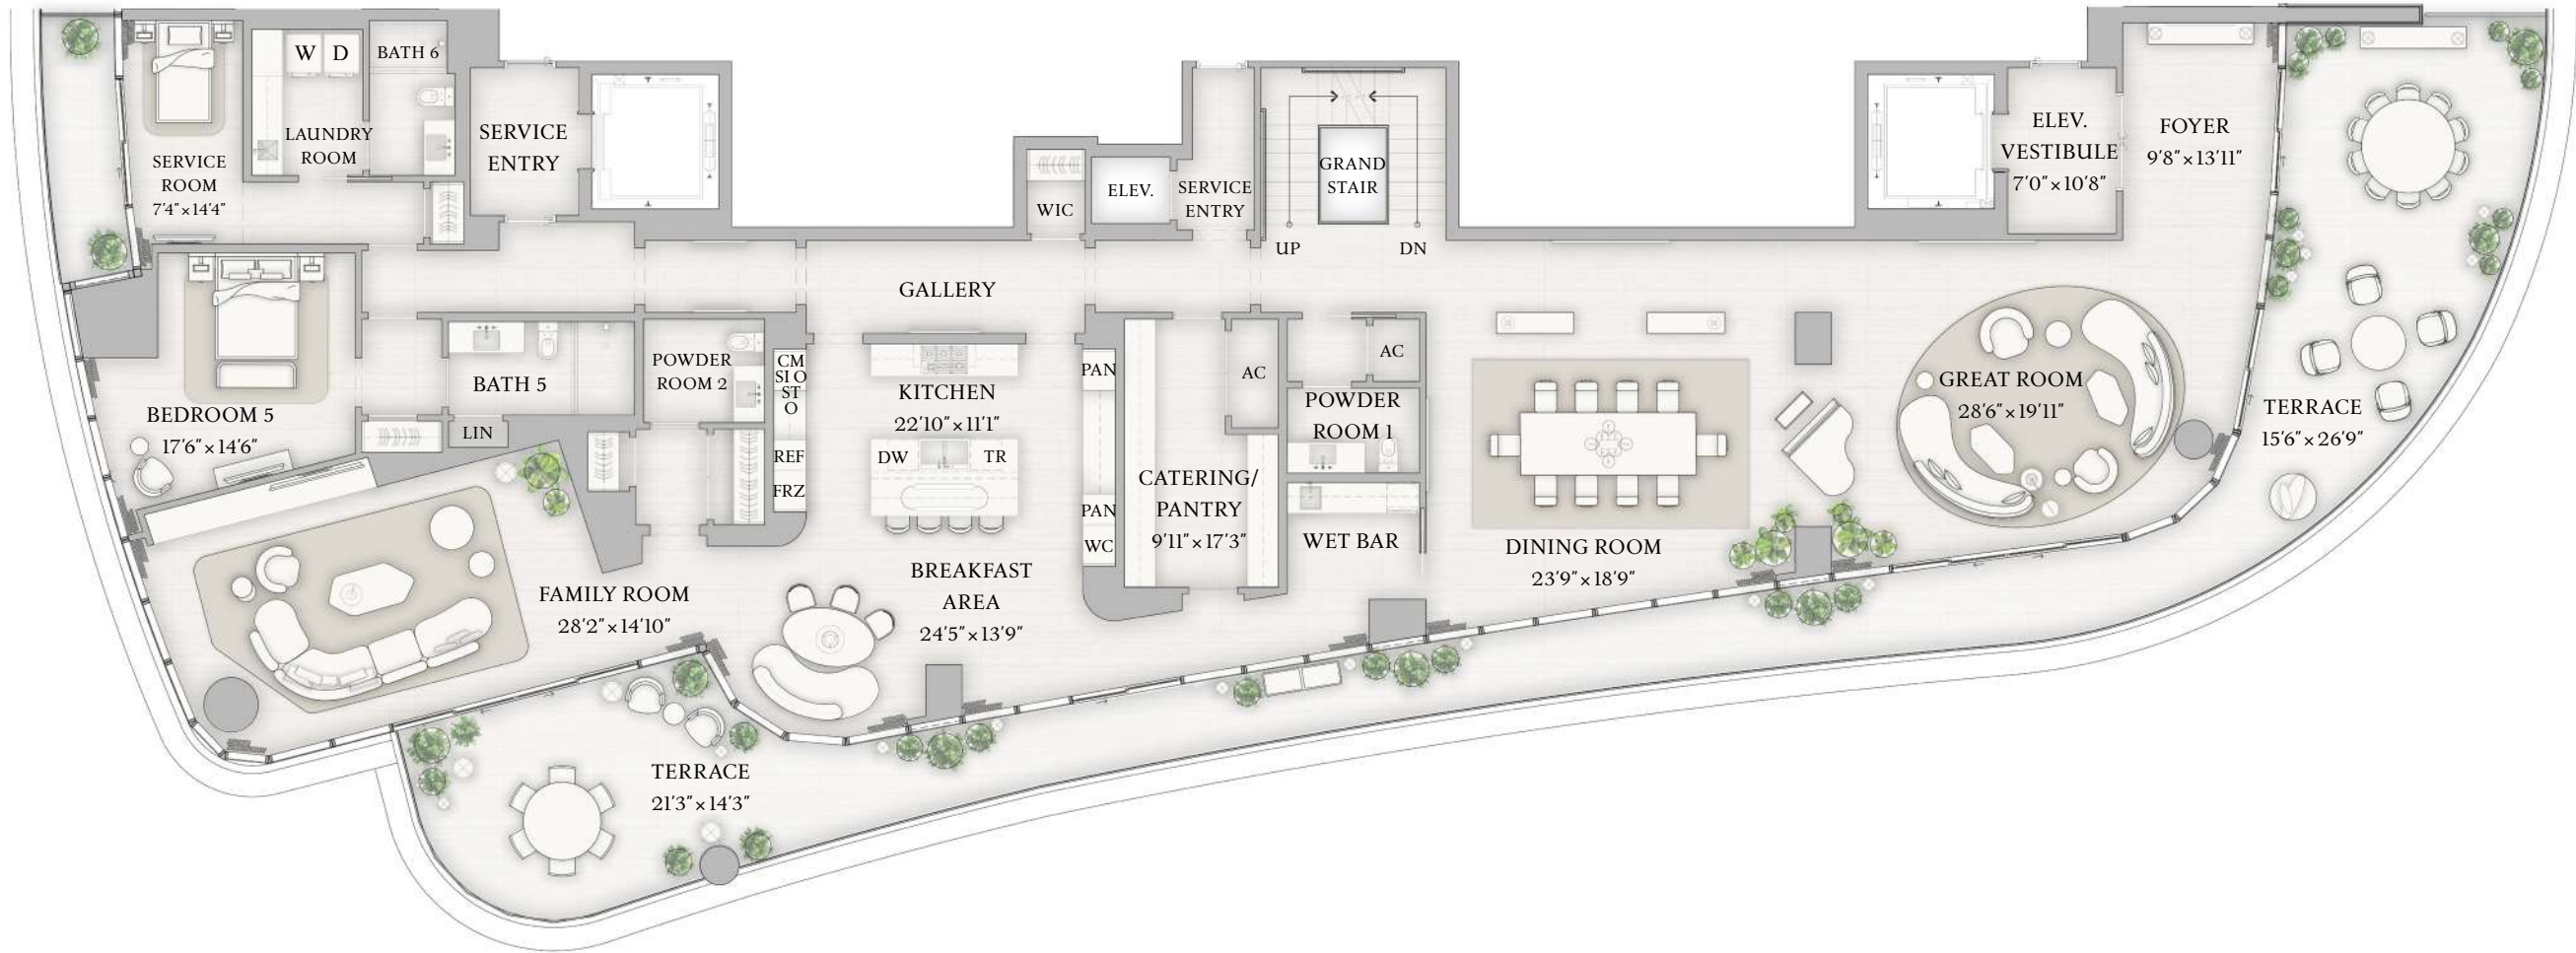 W D
BATH 6
LAUNDRY
ROOM
SERVICE
ROOM
7'4"×14'4"
SERVICE
ENTRY
WIC
ELEV.
SERVICE
ENTRY
GRAND
STAIR
UP
DN
ELEV.
VESTIBULE
7'0"×10'8"
FOYER
9'8"×13'11"
GALLERY
BEDROOM 5
17'6"×14'6"
BATH 5
LIN
POWDER
ROOM 2
CM
SI O
ST
O
REF
FRZ
KITCHEN
22'10"×11'1"
DW
TR
PAN
PAN
WC
AC
CATERING/
PANTRY
9'11"×17'3"
AC
POWDER
ROOM 1
WET BAR
DINING ROOM
23'9"×18'9"
GREAT ROOM
28'6"×19'11"
TERRACE
15'6"×26'9"
FAMILY ROOM
28'2"×14'10"
BREAKFAST
AREA
24'5"×13'9"
TERRACE
21'3"×14'3"